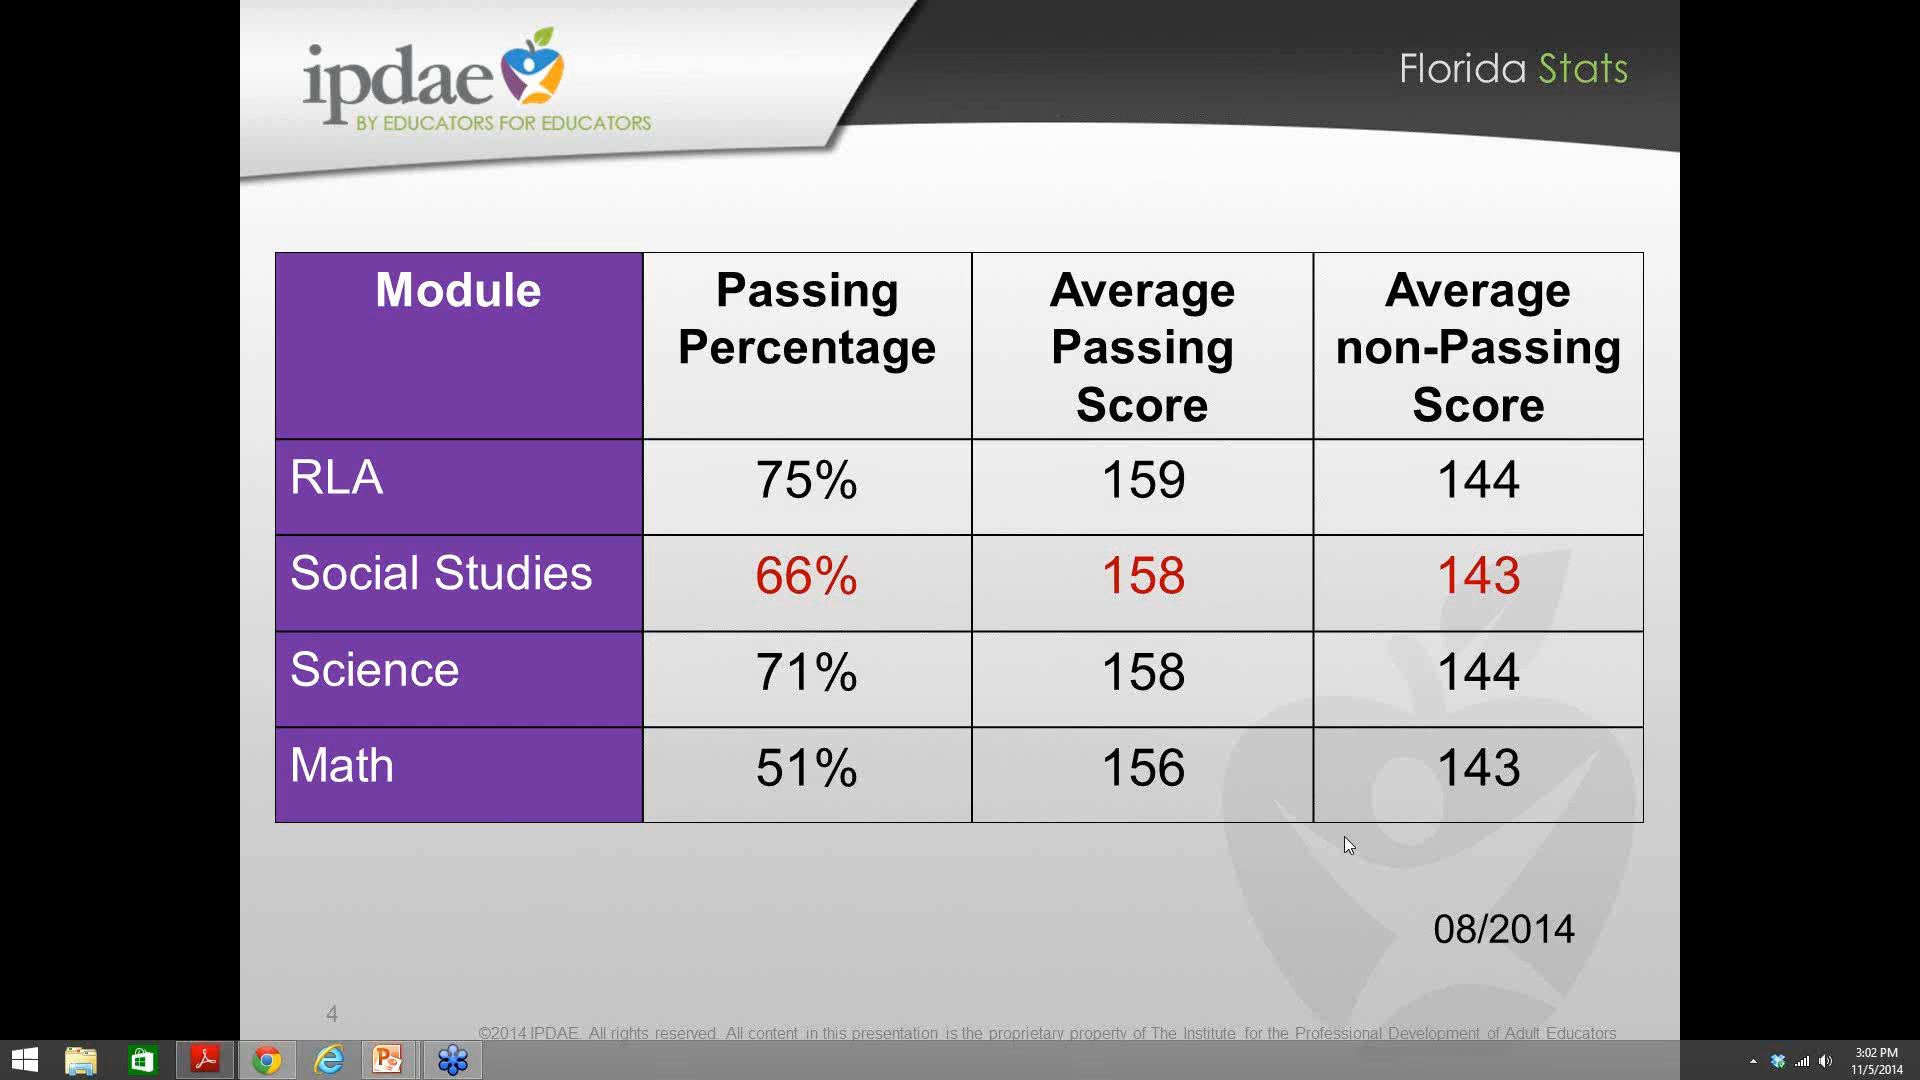 ipdae
BY EDUCATORS FOR EDUCATORS
Florida Stats
Module
Passing Percentage
Average Passing Score
Average non-Passing Score
RLA 75% 159 144
Social Studies 66% 158 143
Science 71% 158 144
Math 51% 156 143
08/2014
4
©2014 IPDAE. All rights reserved. All content in this presentation is the proprietary property of The Institute for the Professional Development of Adult Educators
3:02 PM
11/5/2014